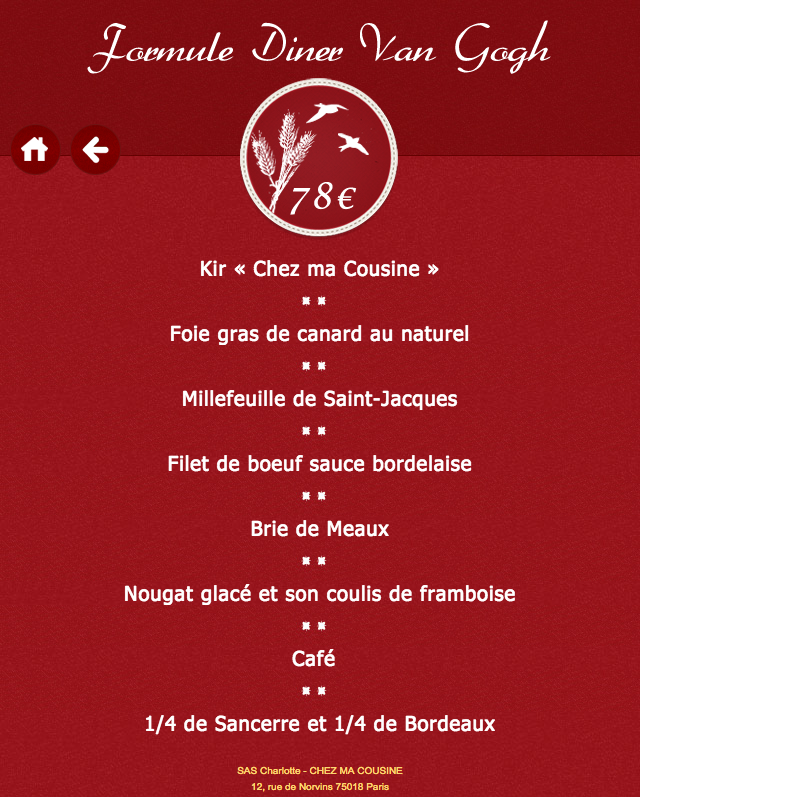 Formule Diner Van Gogh
78€
Kir « Chez ma Cousine »
* *
Foie gras de canard au naturel
* *
Millefeuille de Saint-Jacques
* *
Filet de boeuf sauce bordelaise
* *
Brie de Meaux
* *
Nougat glacé et son coulis de framboise
* *
Café
* *
1/4 de Sancerre et 1/4 de Bordeaux
SAS Charlotte - CHEZ MA COUSINE
12, rue de Norvins 75018 Paris